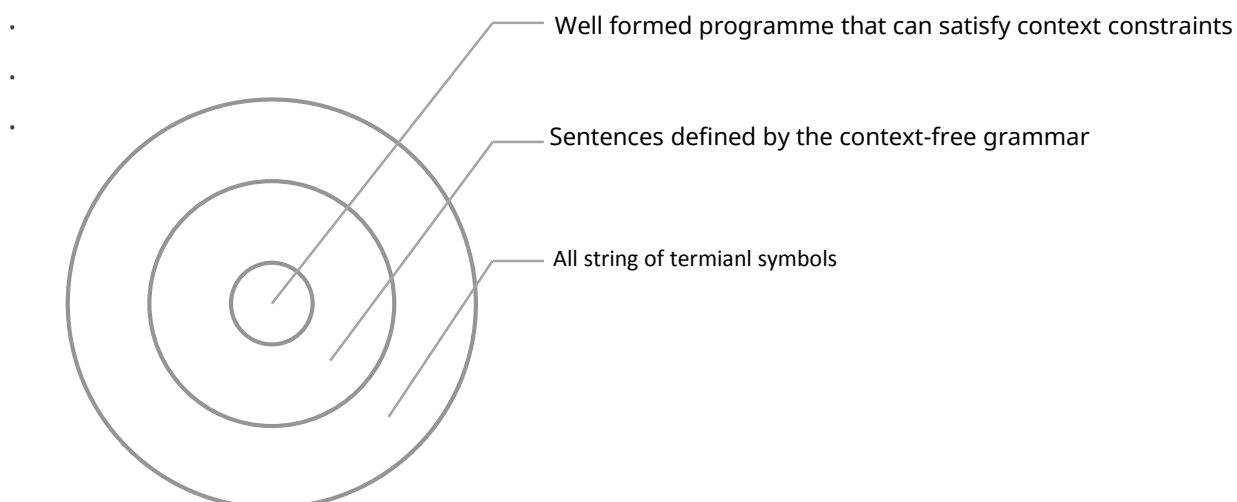 Well formed programme that can satisfy context constraints
Sentences defined by the context-free grammar
All string of termianl symbols